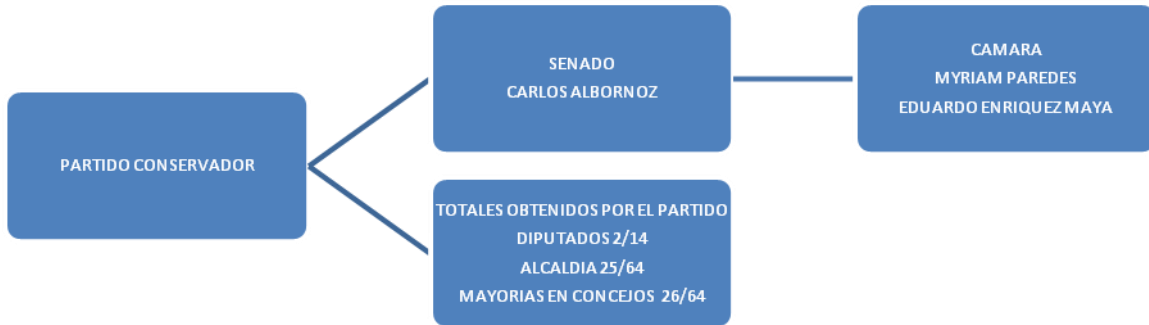 PARTIDO CONSERVADOR
SENADO
CARLOS ALBORNOZ
CAMARA
MYRIAM PAREDES
EDUARDO ENRIQUEZ MAYA
TOTALES OBTENIDOS POR EL PARTIDO
DIPUTADOS 2/14
ALCALDIA 25/64
MAYORIAS EN CONCEJOS 26/64